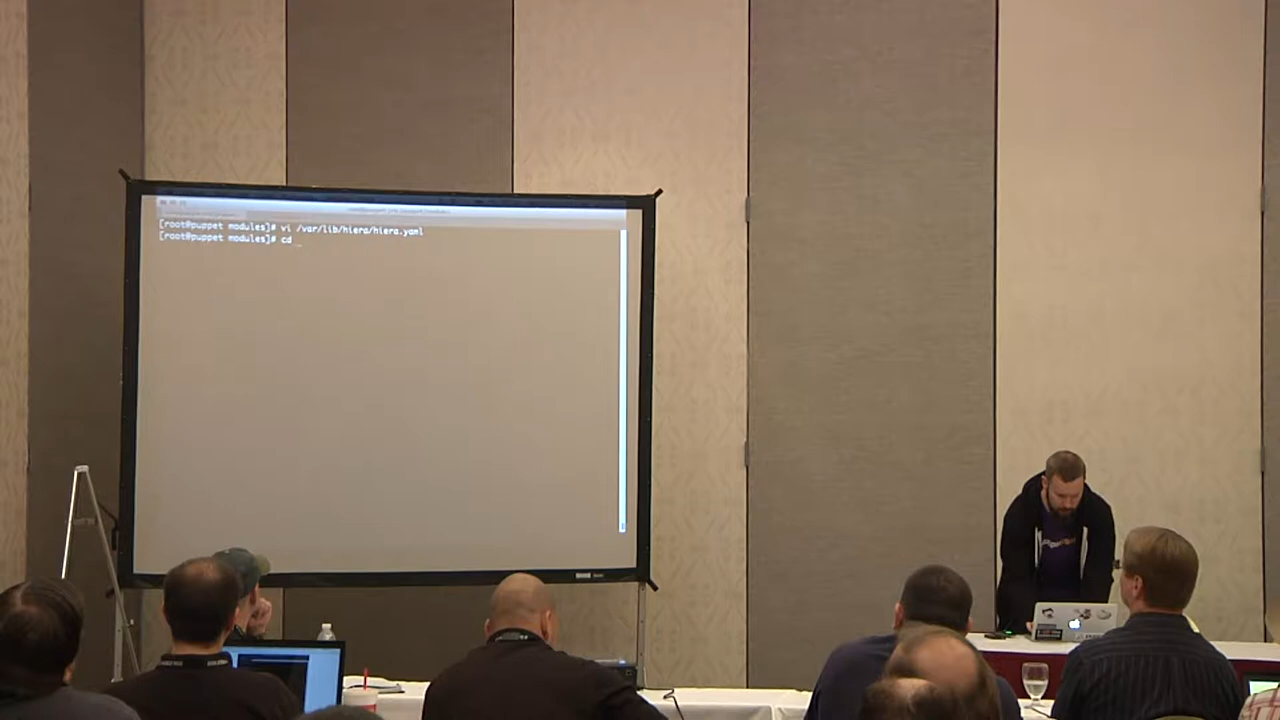 [root@puppet modules]# vi /var/lib/hiera/hiera.yaml
[root@puppet modules]# cd _